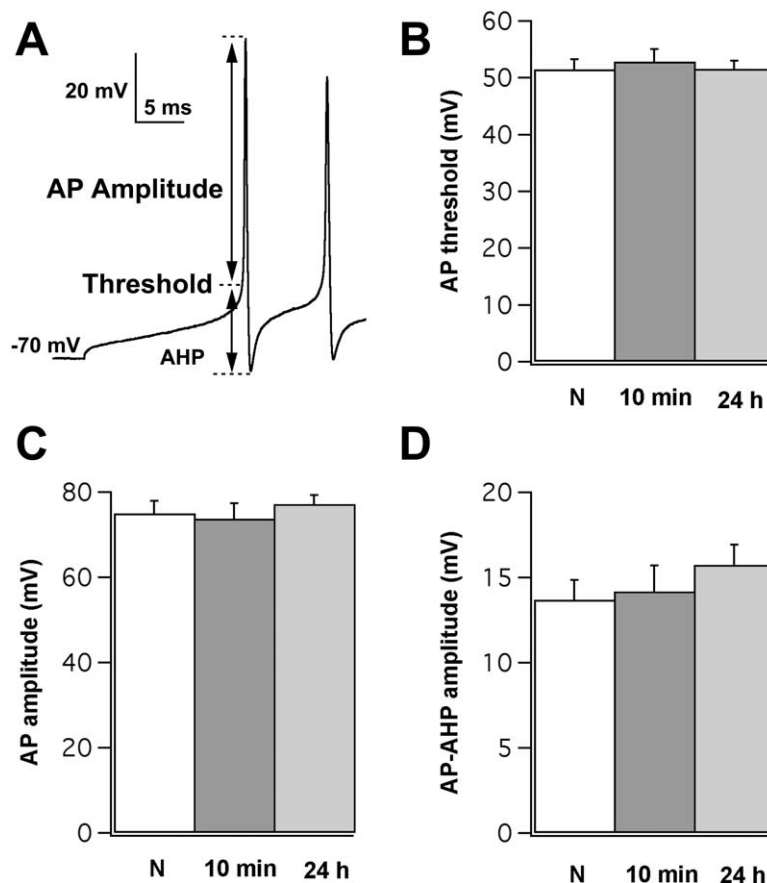 A
20 mV
5 ms
AP Amplitude
Threshold
-70 mV
AHP
B
AP threshold (mV)
60
50
40
30
20
10
0
N 10 min 24 h
C
AP amplitude (mV)
80
60
40
20
0
N 10 min 24 h
D
AP-AHP amplitude (mV)
20
15
10
5
0
N 10 min 24 h